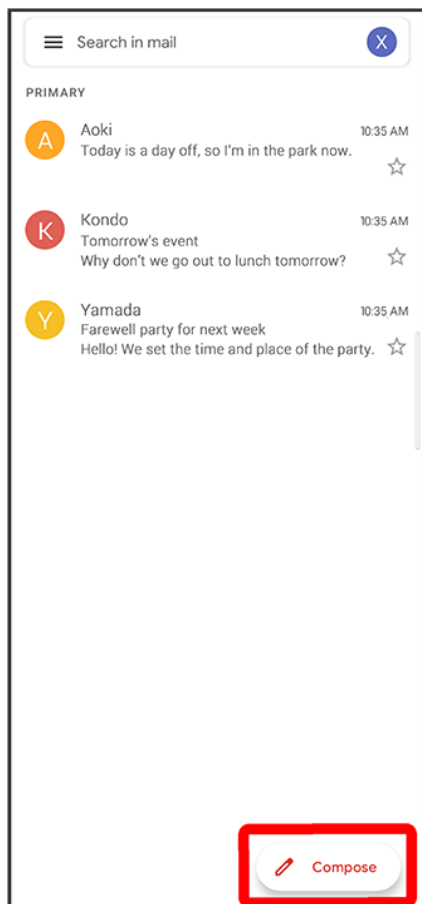 Search in mail
X
PRIMARY
A
Aoki
10:35 AM
Today is a day off, so I'm in the park now.
K
Kondo
10:35 AM
Tomorrow's event
Why don't we go out to lunch tomorrow?
Y
Yamada
10:35 AM
Farewell party for next week
Hello! We set the time and place of the party.
Compose